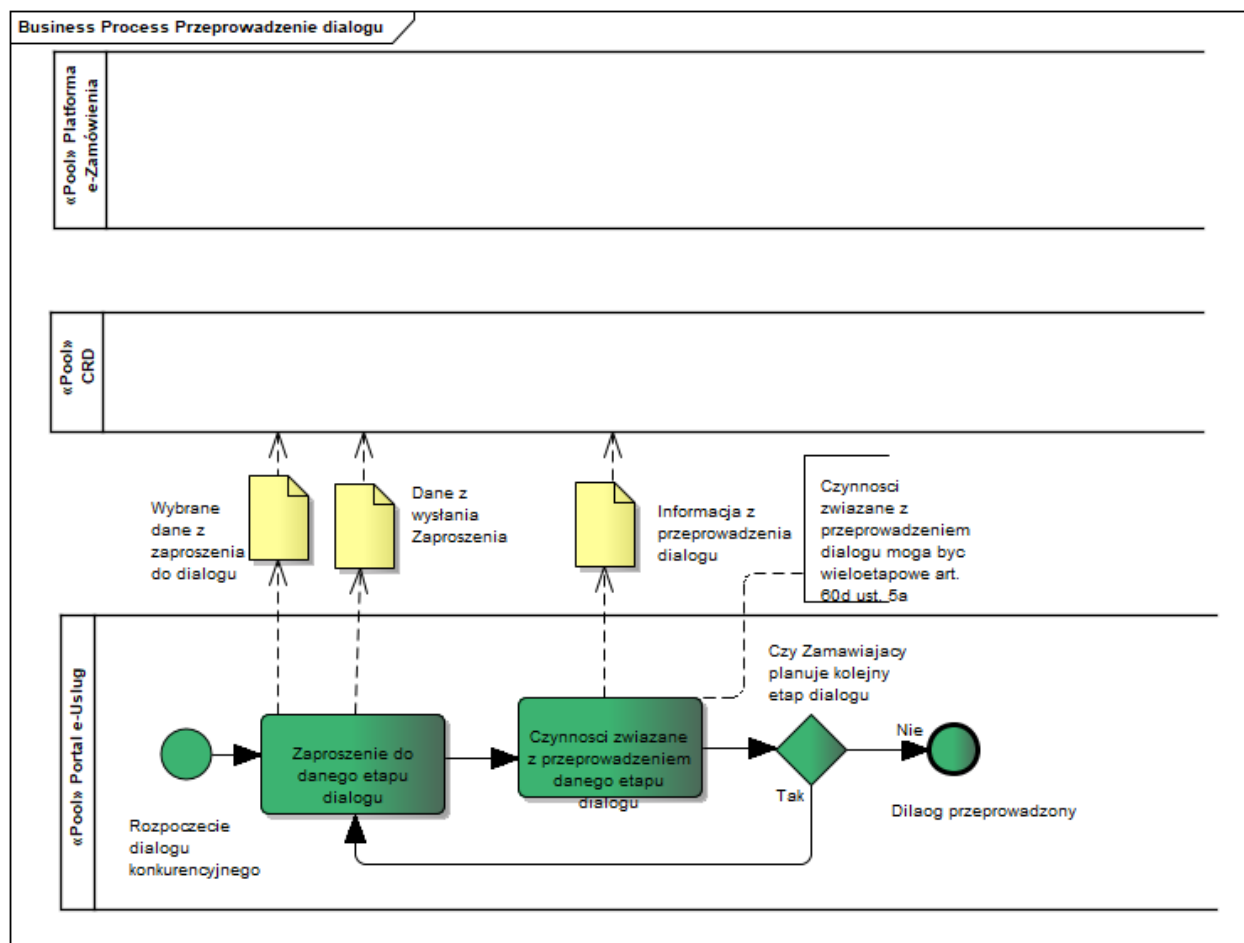 Business Process Przeprowadzenie dialogu
«Pool» Platforma
e-Zamówienia
«Pool»
CRD
Wybrane
dane z
zaproszenia
do dialogu
Dane z
wysłania
Zaproszenia
Informacja z
przeprowadzenia
dialogu
Czynnosci
zwiazane z
przeprowadzeniem
dialogu moga byc
wieloetapowe art.
60d ust. 5a
«Pool» Portal e-Uslug
Rozpoczecie
dialogu
konkurencyjnego
Zaproszenie do
danego etapu
dialogu
Czynnosci zwiazane
z przeprowadzeniem
danego etapu
dialogu
Czy Zamawiajacy
planuje kolejny
etap dialogu
Nie
Tak
Dilaog przeprowadzony